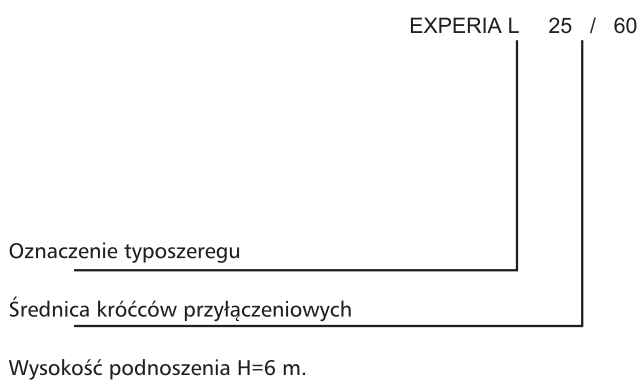 EXPERIA L 25 / 60
Oznaczenie typoszeregu
Średnica króćców przyłączeniowych
Wysokość podnoszenia H=6 m.